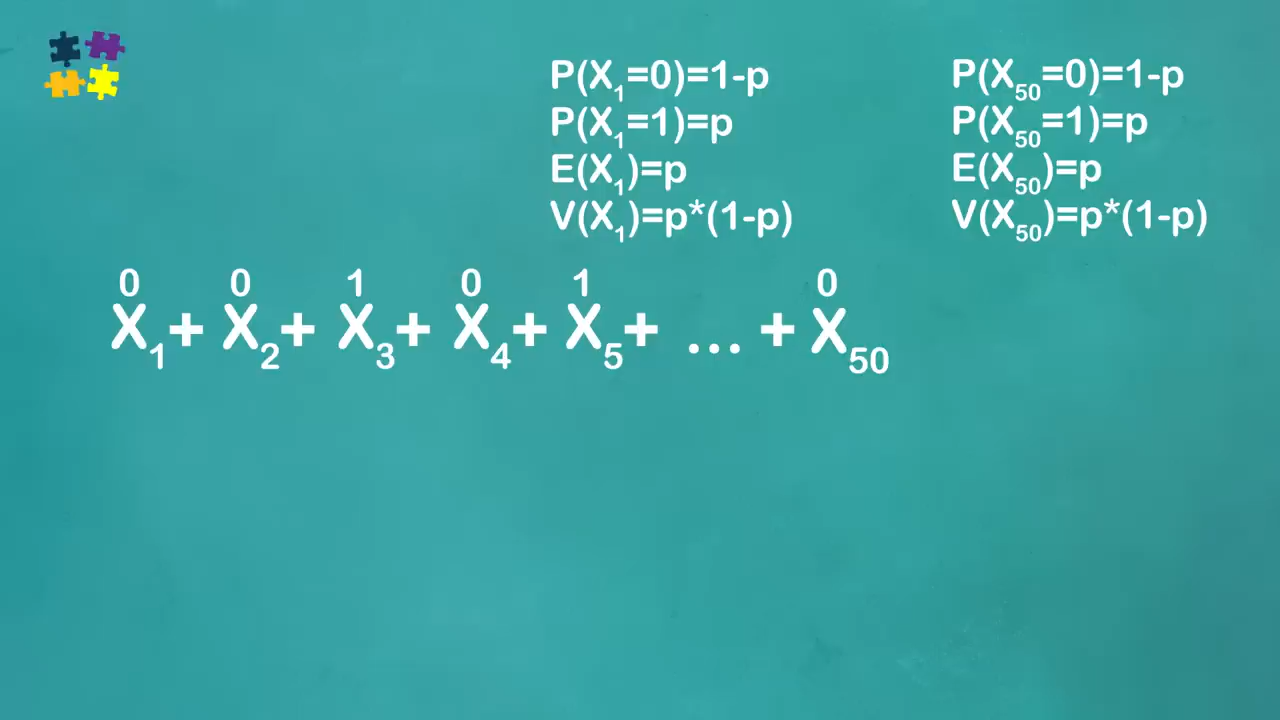 P(X₁=0)=1-p
P(X₁=1)=p
E(X₁)=p
V(X₁)=p*(1-p)
P(X₅₀=0)=1-p
P(X₅₀=1)=p
E(X₅₀)=p
V(X₅₀)=p*(1-p)
0 0 1 0 1 0
X₁+ X₂+ X₃+ X₄+ X₅+ ... + X₅₀